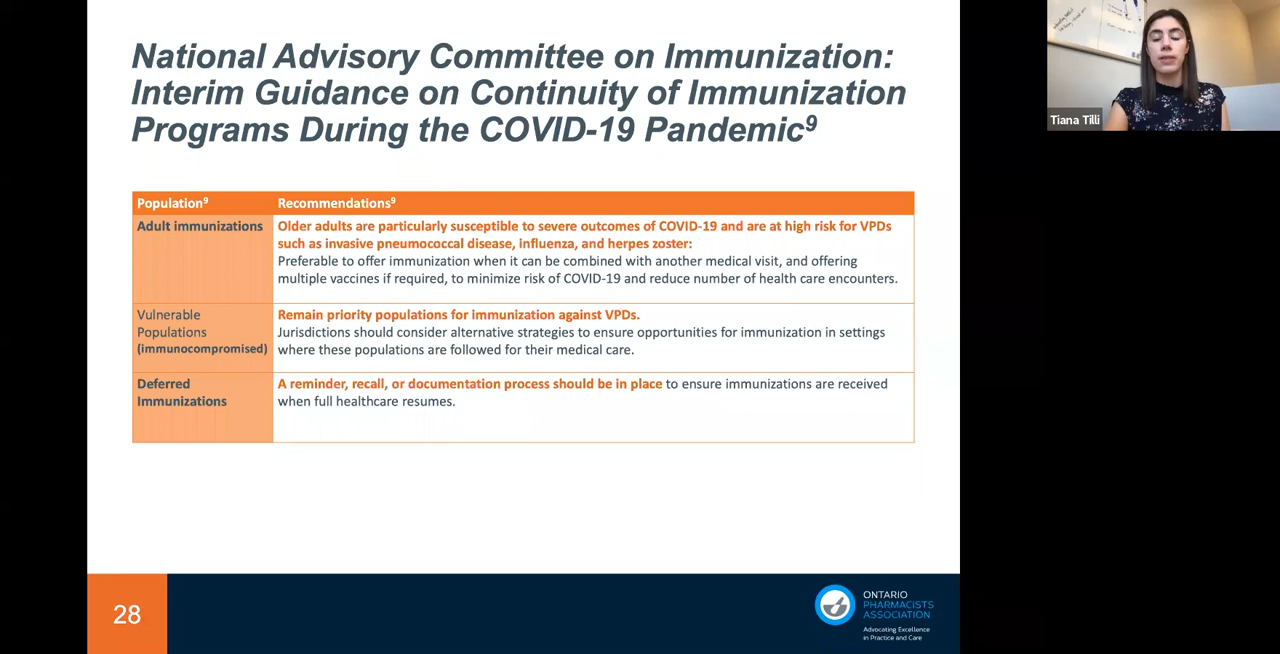 National Advisory Committee on Immunization:
Interim Guidance on Continuity of Immunization
Programs During the COVID-19 Pandemic⁹
Population⁹
Recommendations⁹
Adult immunizations
Older adults are particularly susceptible to severe outcomes of COVID-19 and are at high risk for VPDs
such as invasive pneumococcal disease, influenza, and herpes zoster:
Preferable to offer immunization when it can be combined with another medical visit, and offering
multiple vaccines if required, to minimize risk of COVID-19 and reduce number of health care encounters.
Vulnerable
Populations
(immunocompromised)
Remain priority populations for immunization against VPDs.
Jurisdictions should consider alternative strategies to ensure opportunities for immunization in settings
where these populations are followed for their medical care.
Deferred
Immunizations
A reminder, recall, or documentation process should be in place to ensure immunizations are received
when full healthcare resumes.
28
ONTARIO
PHARMACISTS
ASSOCIATION
Advocating Excellence
in Practice and Care
Tiana Tilli